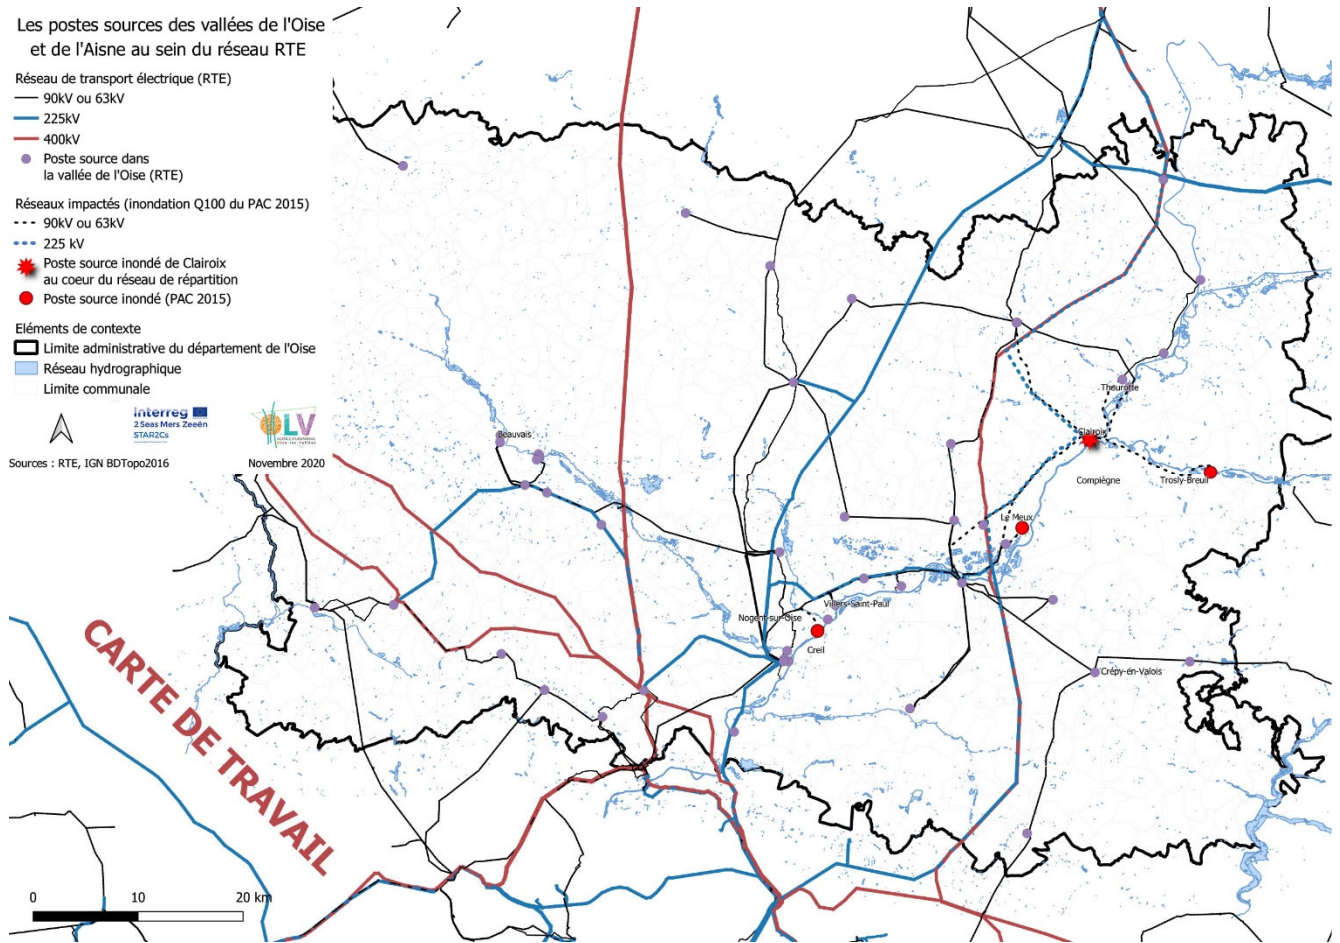 Les postes sources des vallées de l'Oise
et de l'Aisne au sein du réseau RTE
Réseau de transport électrique (RTE)
90kV ou 63kV
225kV
400kV
Poste source dans
la vallée de l'Oise (RTE)
Réseaux impactés (inondation Q100 du PAC 2015)
90kV ou 63kV
225 kV
Poste source inondé de Clairoix
au coeur du réseau de répartition
Poste source inondé (PAC 2015)
Eléments de contexte
Limite administrative du département de l'Oise
Réseau hydrographique
Limite communale
Interreg
2 Seas Mers Zeeën
STAR2Cs
OLV
Sources : RTE, IGN BDTopo2016
Novembre 2020
Thourotte
Clairoix
Beauvais
Compiègne
Trosly-Breuil
Le Meux
Villers-Saint-Paul
Nogent-sur-Oise
Creil
Crépy-en-Valois
CARTE DE TRAVAIL
0 10 20 km